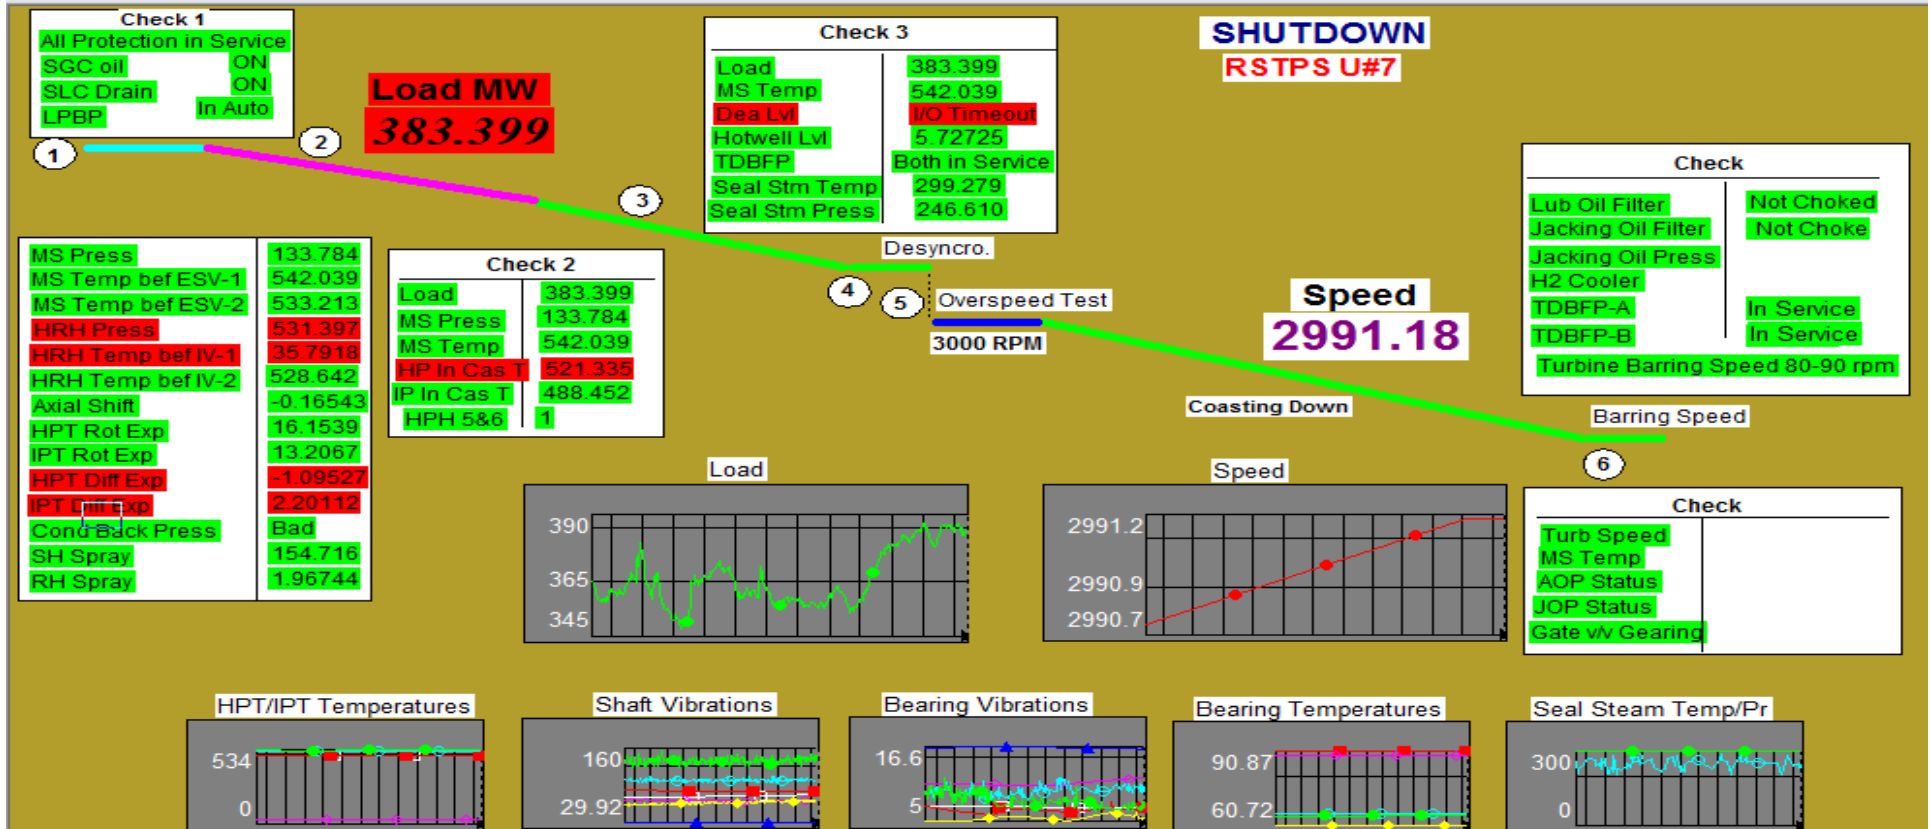 Check 1
All Protection in Service
SGC oil ON
SLC Drain ON
LPBP In Auto
1
2
Load MW
383.399
3
Check 3
Load 383.399
MS Temp 542.039
Dea Lvl I/O Timeout
Hotwell Lvl 5.72725
TDBFP Both in Service
Seal Stm Temp 299.279
Seal Stm Press 246.610
SHUTDOWN
RSTPS U#7
MS Press 133.784
MS Temp bef ESV-1 542.039
MS Temp bef ESV-2 533.213
HRH Press 531.397
HRH Temp bef IV-1 35.7918
HRH Temp bef IV-2 528.642
Axial Shift -0.16543
HPT Rot Exp 16.1539
IPT Rot Exp 13.2067
HPT Diff Exp -1.09527
IPT Diff Exp 2.20112
Cond Back Press Bad
SH Spray 154.716
RH Spray 1.96744
Check 2
Load 383.399
MS Press 133.784
MS Temp 542.039
HP In Cas T 521.335
IP In Cas T 488.452
HPH 5&6 1
Desyncro.
4
5
Overspeed Test
3000 RPM
Speed
2991.18
Coasting Down
Check
Lub Oil Filter Not Choked
Jacking Oil Filter Not Choke
Jacking Oil Press
H2 Cooler
TDBFP-A In Service
TDBFP-B In Service
Turbine Barring Speed 80-90 rpm
Barring Speed
6
Load
390
365
345
Speed
2991.2
2990.9
2990.7
Check
Turb Speed
MS Temp
AOP Status
JOP Status
Gate v/v Gearing
HPT/IPT Temperatures
534
0
Shaft Vibrations
160
29.92
Bearing Vibrations
16.6
5
Bearing Temperatures
90.87
60.72
Seal Steam Temp/Pr
300
0